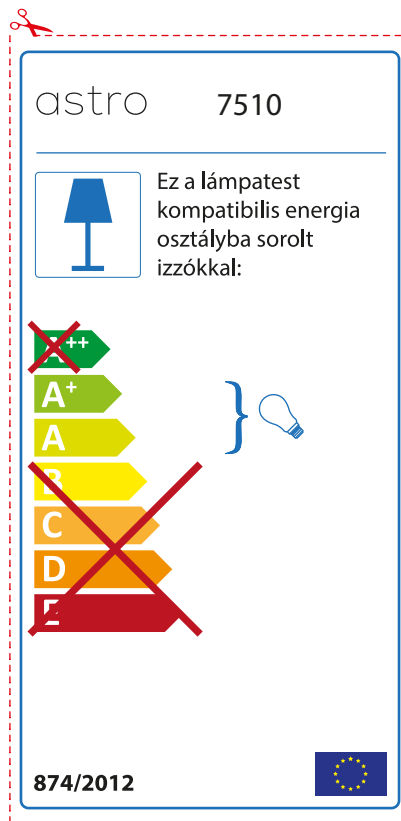 astro 7510
Ez a lámpatest
kompatibilis energia
osztályba sorolt
izzókkal:
A++
A+
A
B
C
D
E
874/2012